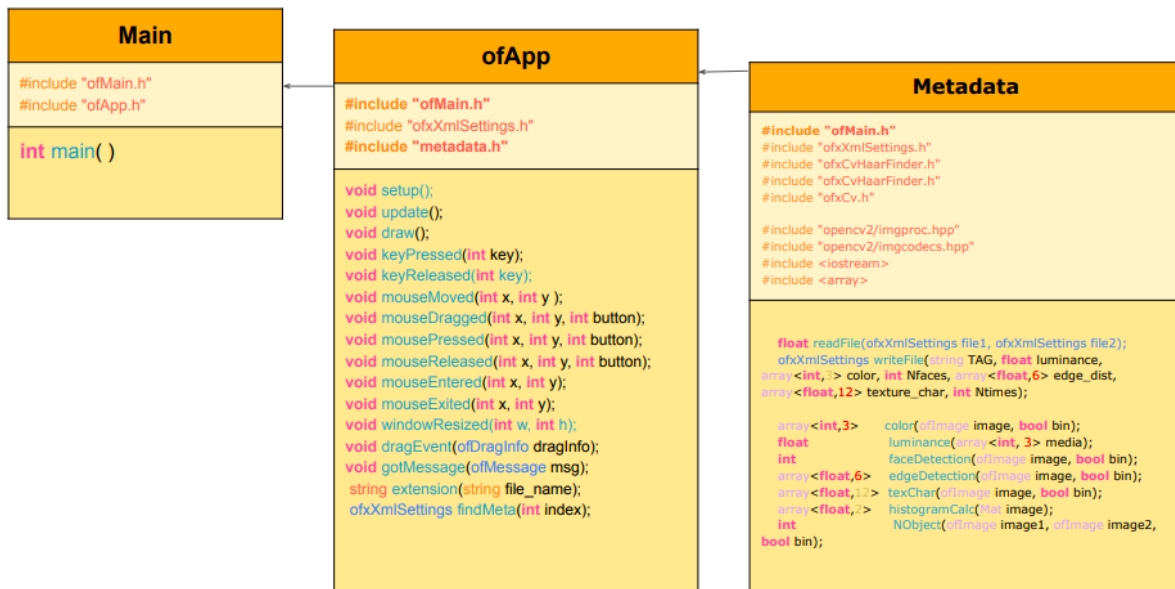 Main
#include "ofMain.h"
#include "ofApp.h"
int main( )
ofApp
#include "ofMain.h"
#include "ofxXmlSettings.h"
#include "metadata.h"
void setup();
void update();
void draw();
void keyPressed(int key);
void keyReleased(int key);
void mouseMoved(int x, int y );
void mouseDragged(int x, int y, int button);
void mousePressed(int x, int y, int button);
void mouseReleased(int x, int y, int button);
void mouseEntered(int x, int y);
void mouseExited(int x, int y);
void windowResized(int w, int h);
void dragEvent(ofDragInfo dragInfo);
void gotMessage(ofMessage msg);
string extension(string file_name);
ofxXmlSettings findMeta(int index);
Metadata
#include "ofMain.h"
#include "ofxXmlSettings.h"
#include "ofxCvHaarFinder.h"
#include "ofxCvHaarFinder.h"
#include "ofxCv.h"
#include "opencv2/imgproc.hpp"
#include "opencv2/imgcodecs.hpp"
#include <iostream>
#include <array>
float readFile(ofxXmlSettings file1, ofxXmlSettings file2);
ofxXmlSettings writeFile(string TAG, float luminance,
array<int,3> color, int Nfaces, array<float,6> edge_dist,
array<float,12> texture_char, int Ntimes);
array<int,3> color(ofImage image, bool bin);
float luminance(array<int, 3> media);
int faceDetection(ofImage image, bool bin);
array<float,6> edgeDetection(ofImage image, bool bin);
array<float,12> texChar(ofImage image, bool bin);
array<float,2> histogramCalc(Mat image);
int NObject(ofImage image1, ofImage image2,
bool bin);